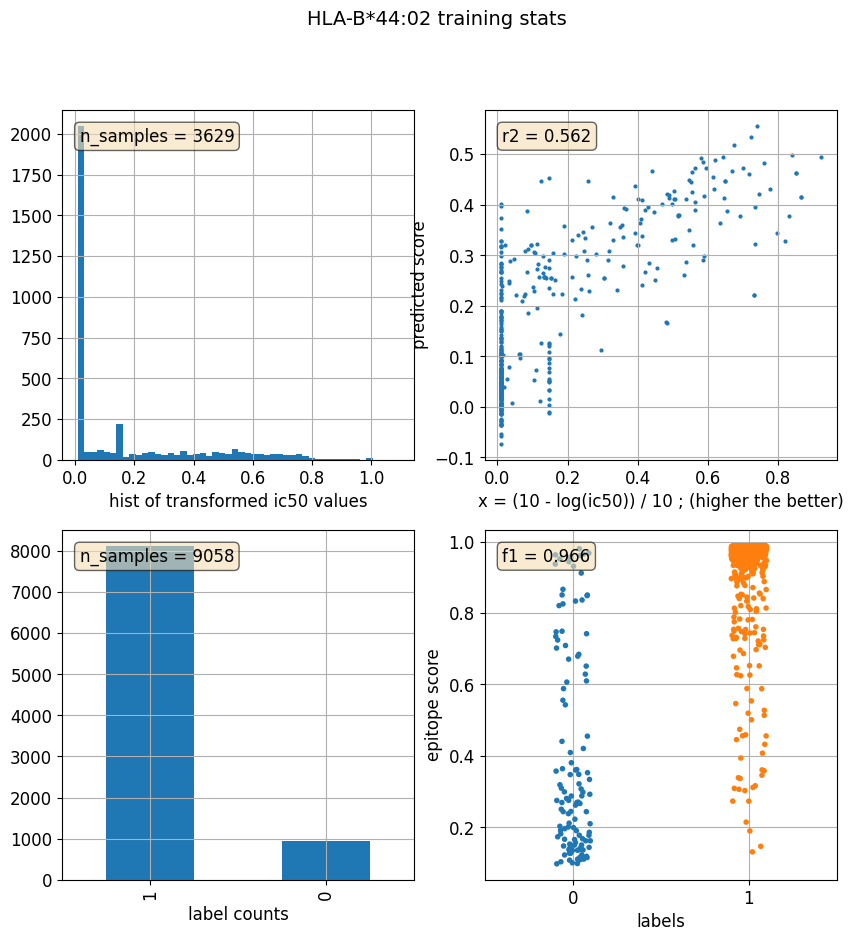 HLA-B*44:02 training stats
n_samples = 3629
2000
1750
1500
1250
1000
750
500
250
0
0.0 0.2 0.4 0.6 0.8 1.0
hist of transformed ic50 values
r2 = 0.562
predicted score
0.5
0.4
0.3
0.2
0.1
0.0
−0.1
0.0 0.2 0.4 0.6 0.8
x = (10 - log(ic50)) / 10 ; (higher the better)
n_samples = 9058
8000
7000
6000
5000
4000
3000
2000
1000
0
1 0
label counts
f1 = 0.966
epitope score
1.0
0.8
0.6
0.4
0.2
0 1
labels